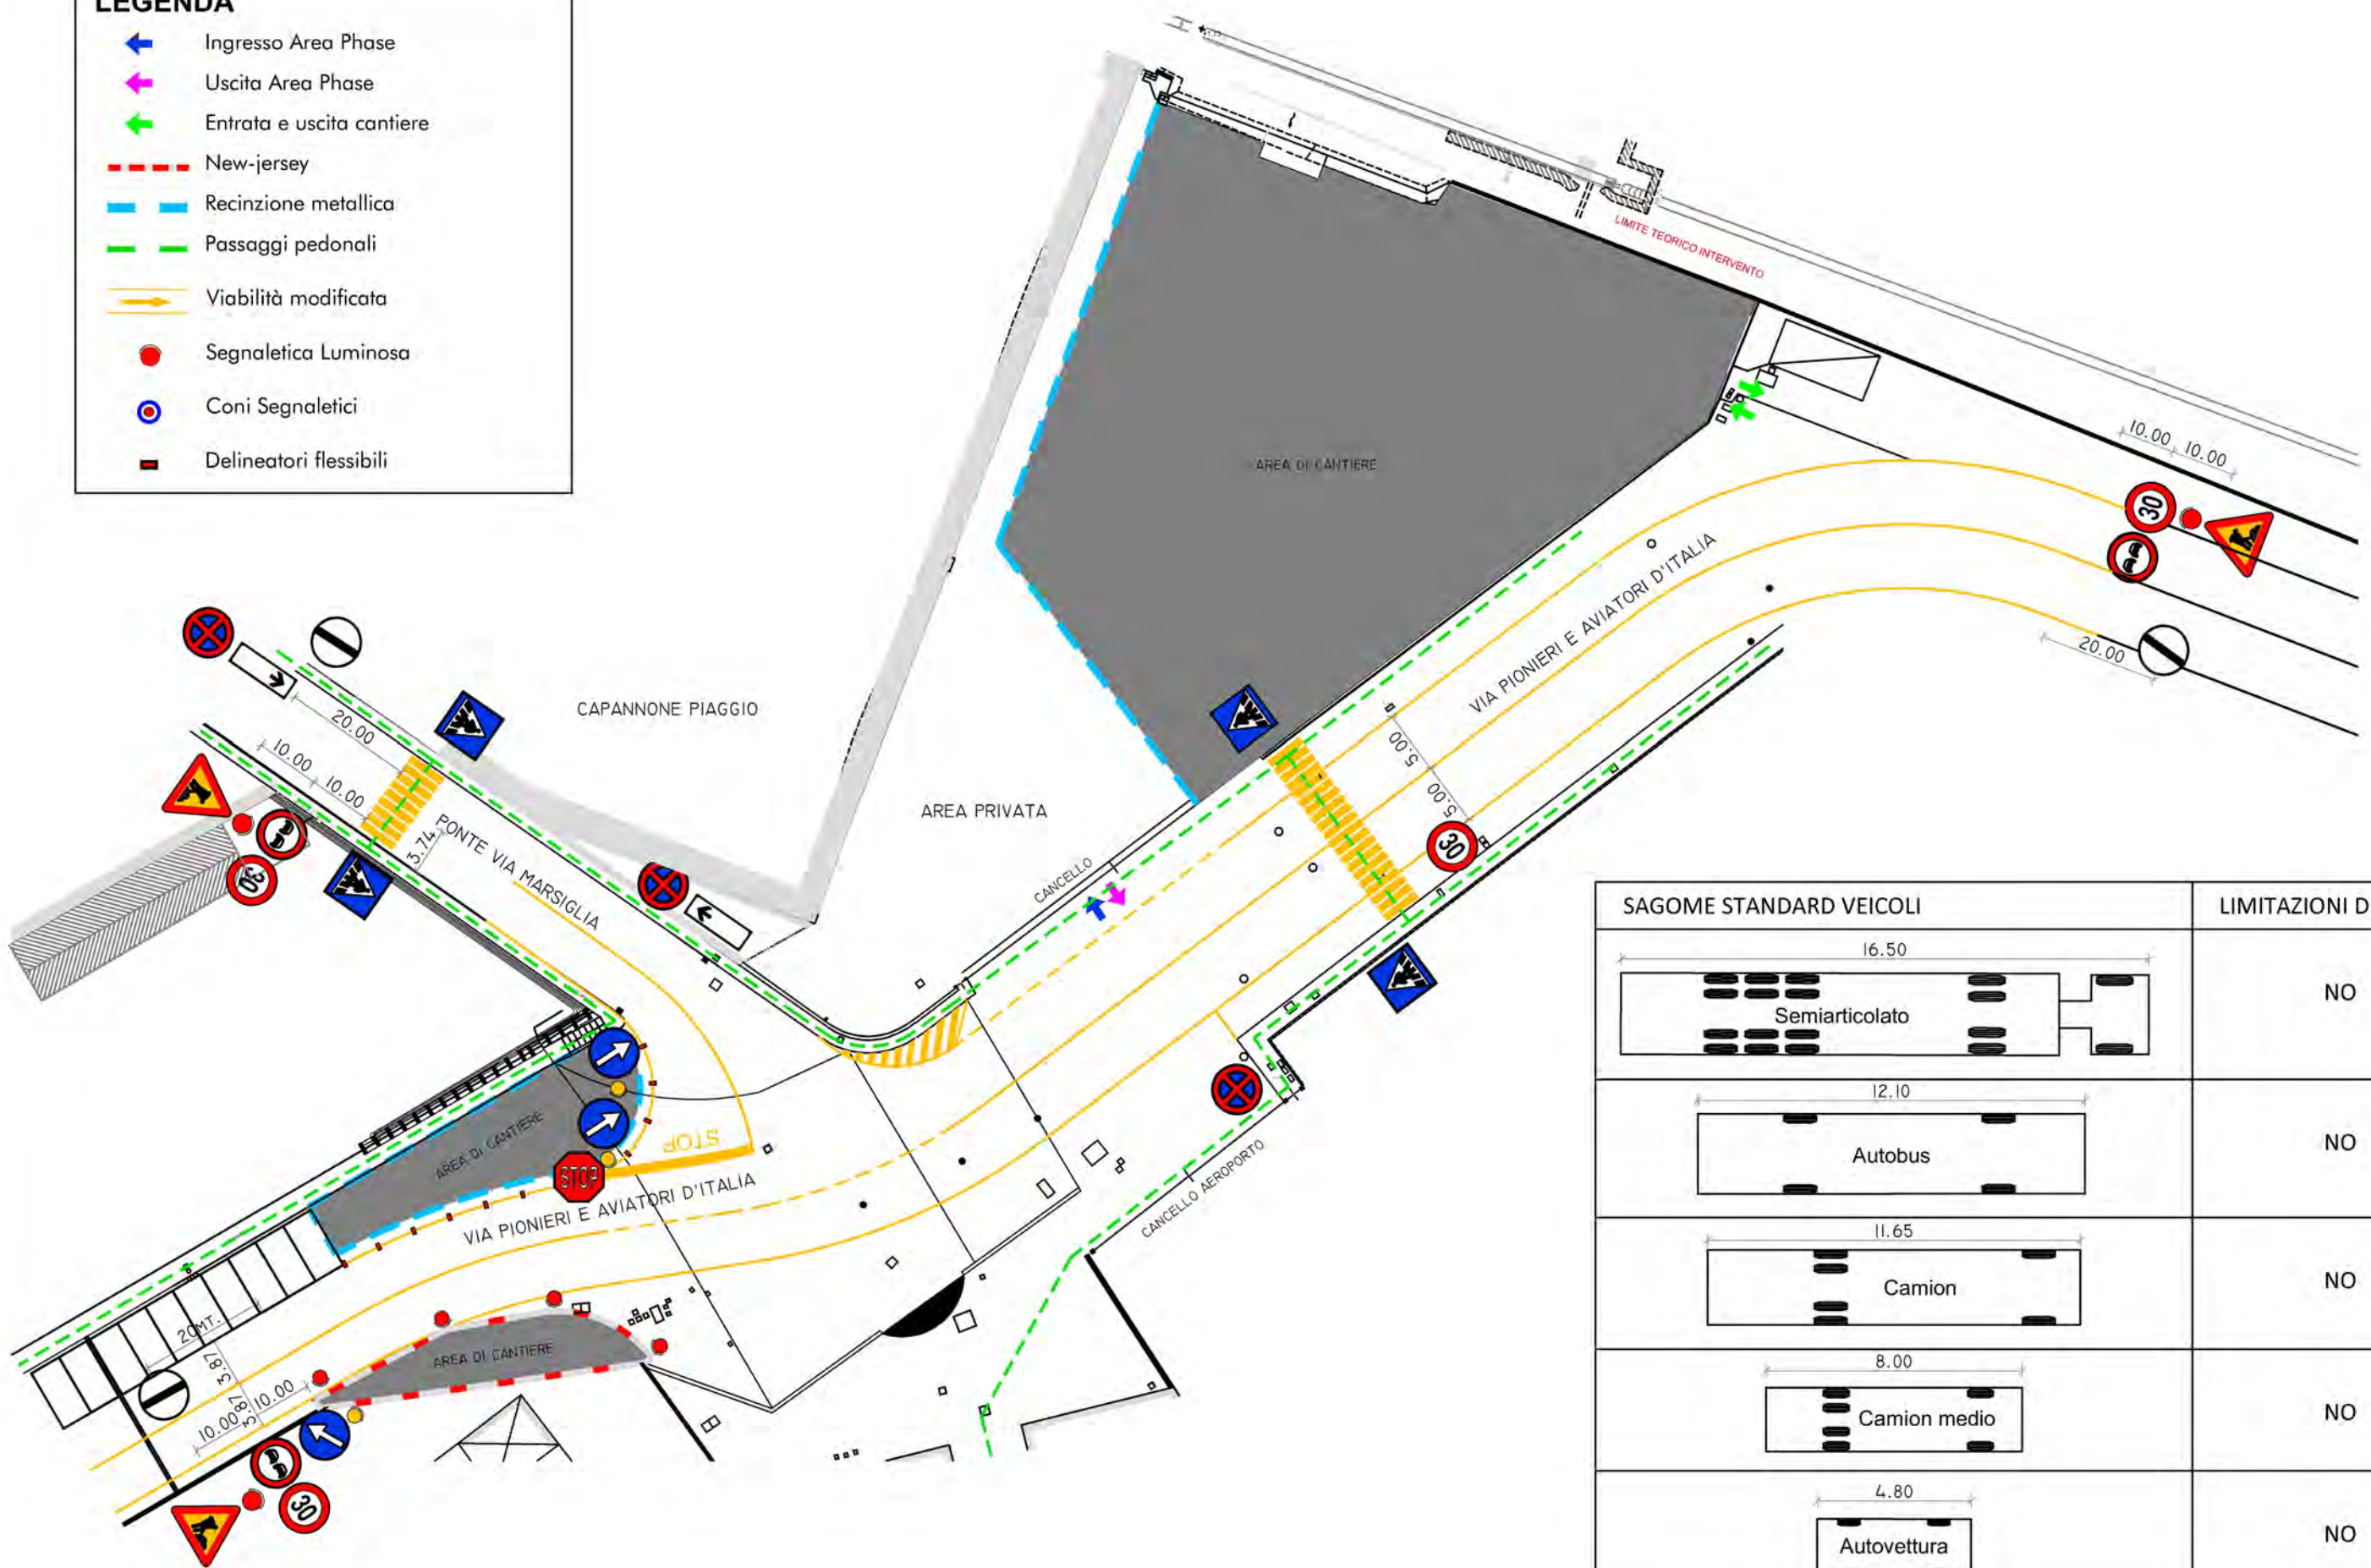 LEGENDA
Ingresso Area Phase
Uscita Area Phase
Entrata e uscita cantiere
New-jersey
Recinzione metallica
Passaggi pedonali
Viabilità modificata
Segnaletica Luminosa
Coni Segnaletici
Delineatori flessibili
LIMITE TEORICO INTERVENTO
AREA DI CANTIERE
10.00
10.00
30
VIA PIONIERI E AVIATORI D'ITALIA
20.00
CAPANNONE PIAGGIO
20.00
10.00
10.00
3.74
30
PONTE VIA MARSIGLIA
AREA PRIVATA
CANCELLO
5.00
5.00
30
AREA DI CANTIERE
STOP
STOP
VIA PIONIERI E AVIATORI D'ITALIA
CANCELLO AEROPORTO
20MT.
3.87
3.87
10.00
10.00
AREA DI CANTIERE
30
SAGOME STANDARD VEICOLI
LIMITAZIONI D
16.50
Semiarticolato
NO
12.10
Autobus
NO
11.65
Camion
NO
8.00
Camion medio
NO
4.80
Autovettura
NO